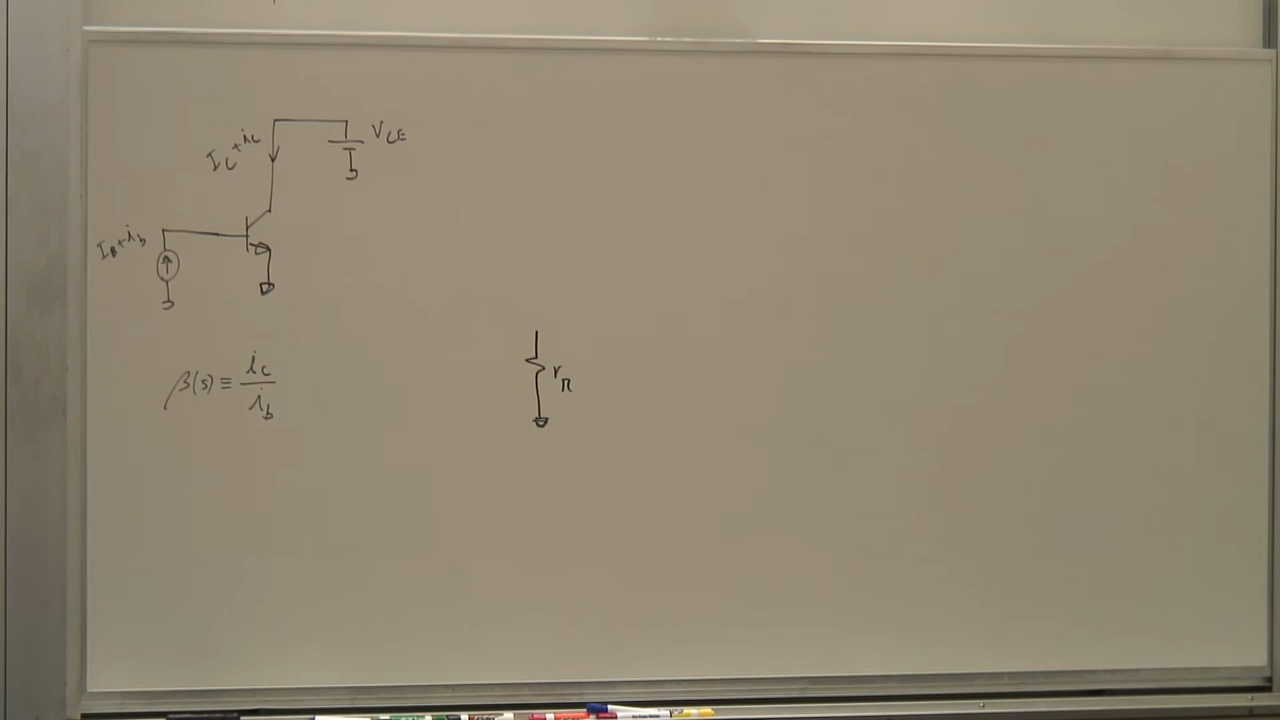 I_C + i_c
V_CE
I_B + i_b
β(s) ≡ i_c / i_b
r_π